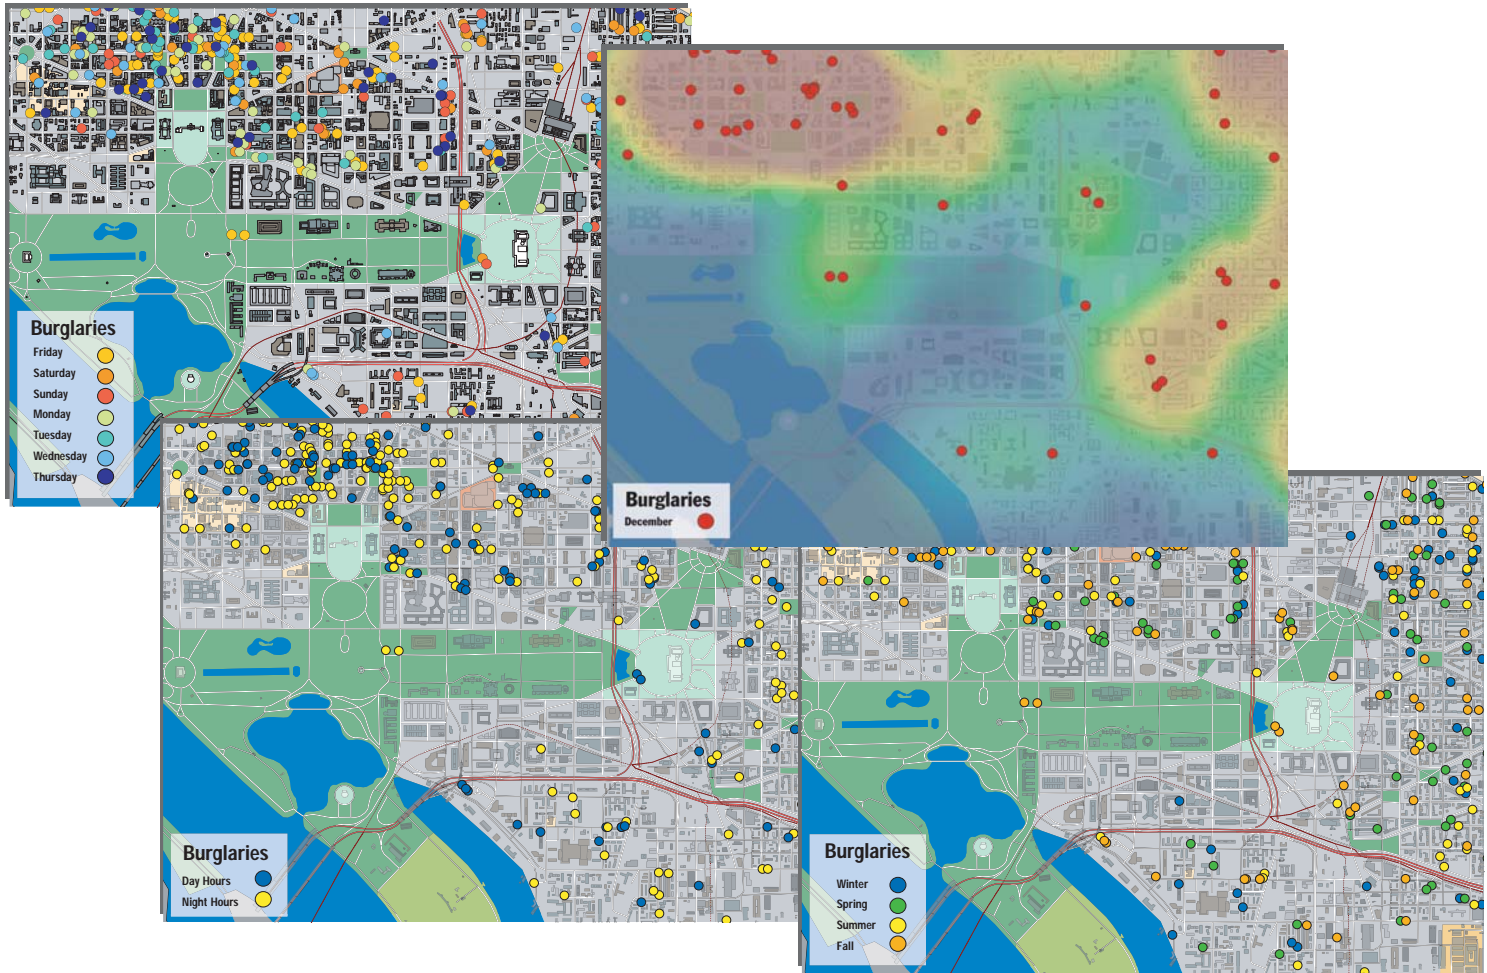 Burglaries
Friday
Saturday
Sunday
Monday
Tuesday
Wednesday
Thursday
Burglaries
December
Burglaries
Day Hours
Night Hours
Burglaries
Winter
Spring
Summer
Fall